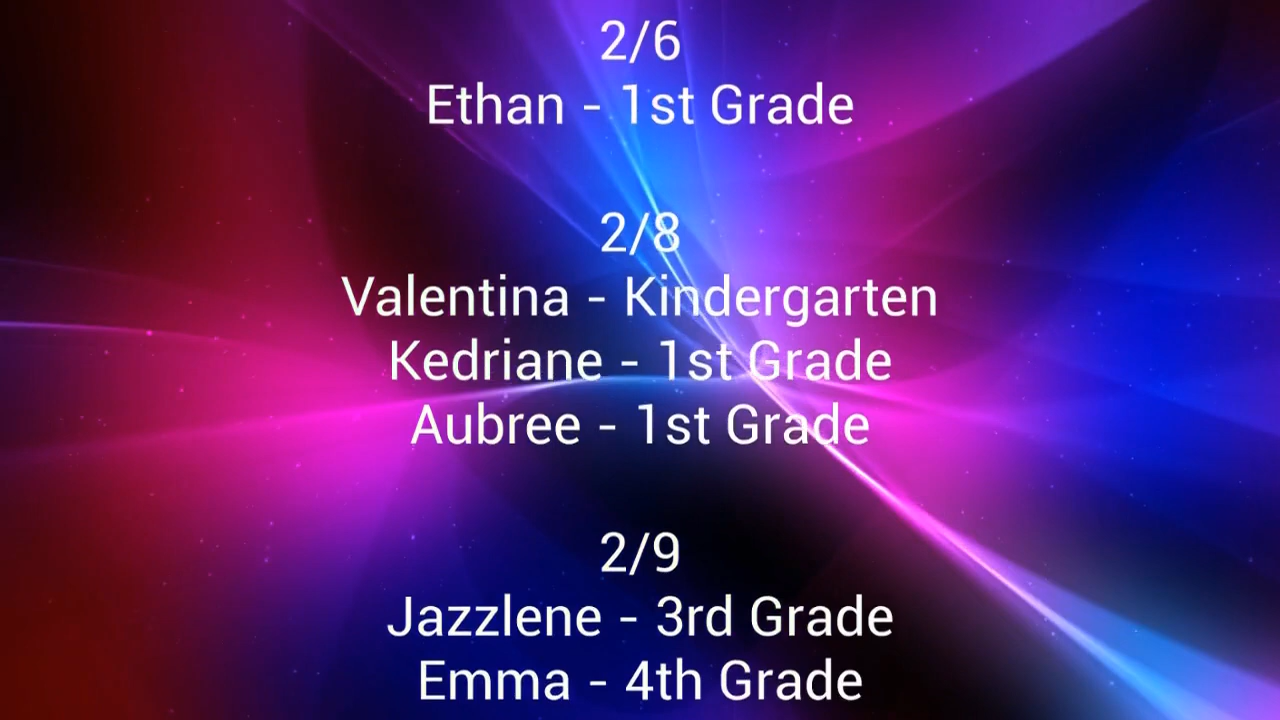 2/6
Ethan - 1st Grade
2/8
Valentina - Kindergarten
Kedriane - 1st Grade
Aubree - 1st Grade
2/9
Jazzlene - 3rd Grade
Emma - 4th Grade